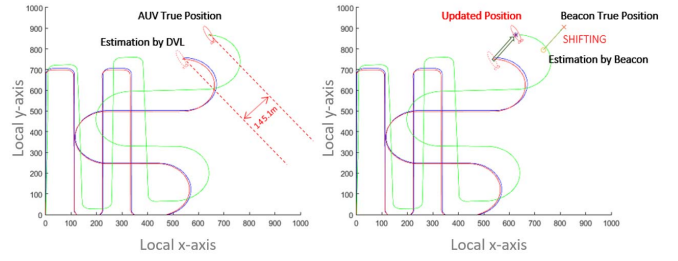 AUV True Position
Estimation by DVL
145.1m
Local y-axis
1000
900
800
700
600
500
400
300
200
100
0
0 100 200 300 400 500 600 700 800 900 1000
Local x-axis
Updated Position
Beacon True Position
SHIFTING
Estimation by Beacon
Local y-axis
1000
900
800
700
600
500
400
300
200
100
0
0 100 200 300 400 500 600 700 800 900 1000
Local x-axis